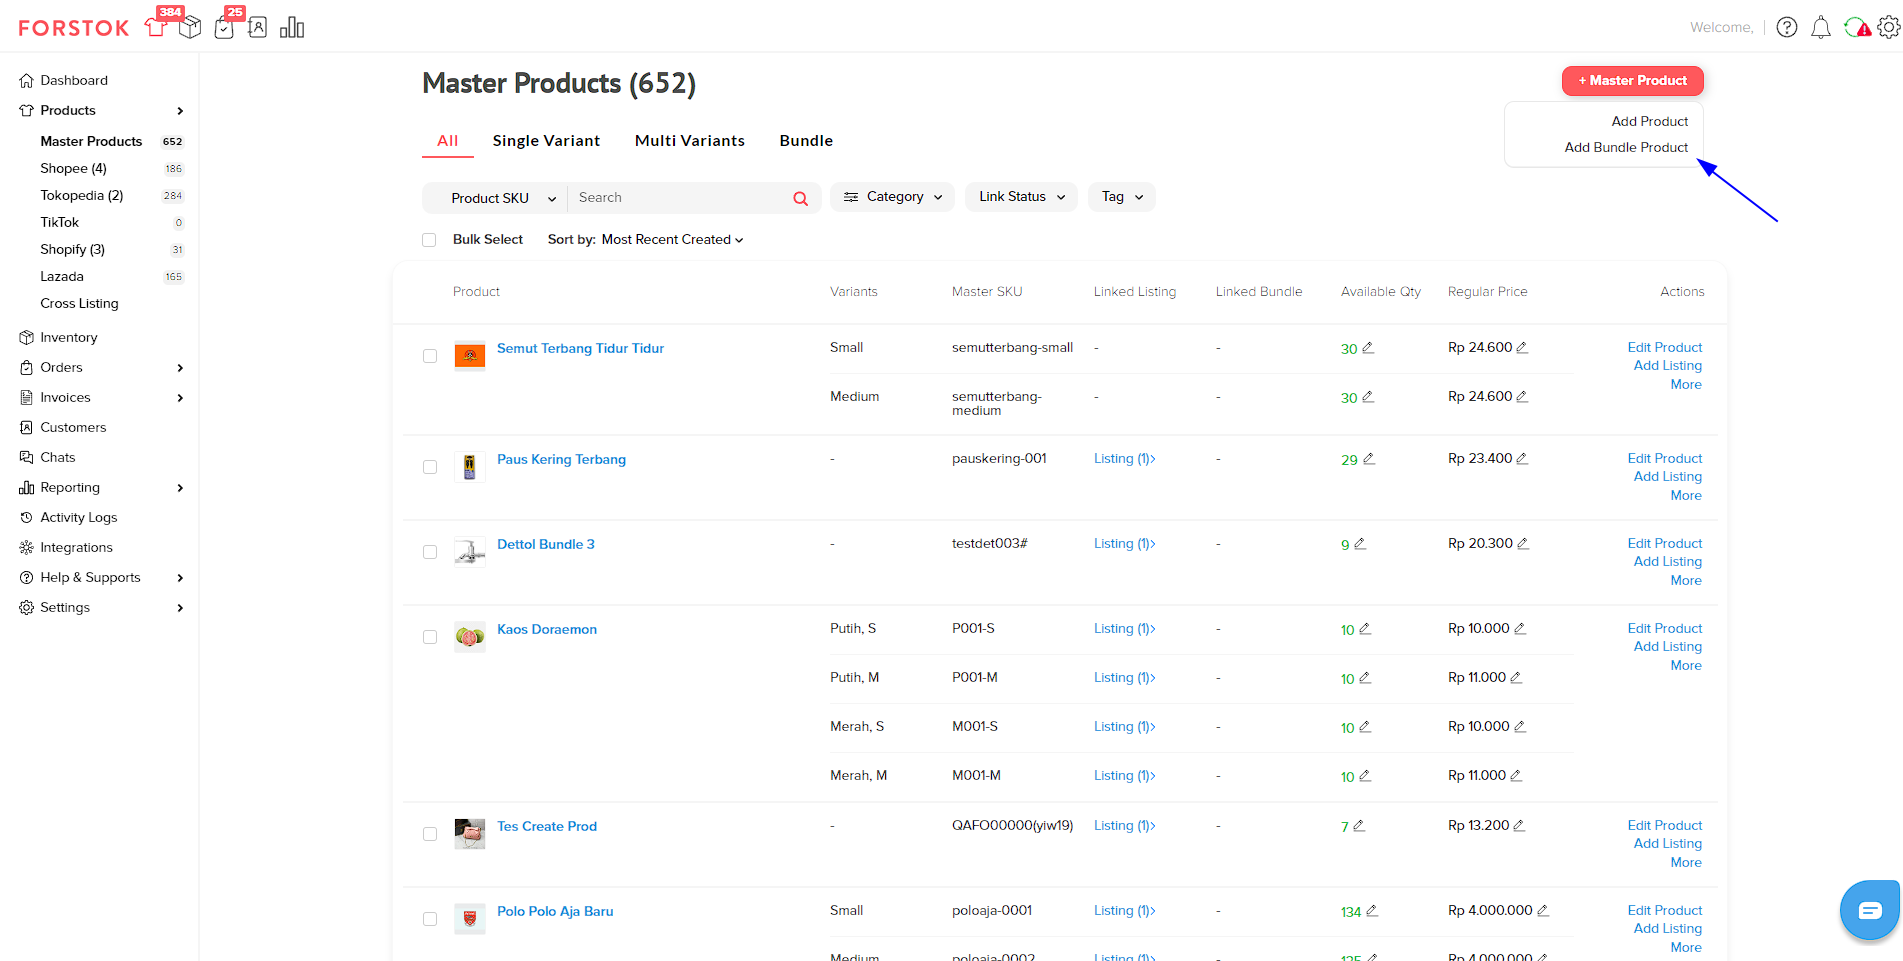 FORSTOK
384
25
Welcome,
Dashboard
Products
Master Products 652
Shopee (4) 186
Tokopedia (2) 284
TikTok 0
Shopify (3) 31
Lazada 165
Cross Listing
Inventory
Orders
Invoices
Customers
Chats
Reporting
Activity Logs
Integrations
Help & Supports
Settings
Master Products (652)
+ Master Product
Add Product
Add Bundle Product
All Single Variant Multi Variants Bundle
Product SKU Search Category Link Status Tag
Bulk Select Sort by: Most Recent Created
Product Variants Master SKU Linked Listing Linked Bundle Available Qty Regular Price Actions
Semut Terbang Tidur Tidur Small semutterbang-small - - 30 Rp 24.600 Edit Product
Add Listing
More
Medium semutterbang-
medium - - 30 Rp 24.600
Paus Kering Terbang - pauskering-001 Listing (1)> - 29 Rp 23.400 Edit Product
Add Listing
More
Dettol Bundle 3 - testdet003# Listing (1)> - 9 Rp 20.300 Edit Product
Add Listing
More
Kaos Doraemon Putih, S P001-S Listing (1)> - 10 Rp 10.000 Edit Product
Add Listing
More
Putih, M P001-M Listing (1)> - 10 Rp 11.000
Merah, S M001-S Listing (1)> - 10 Rp 10.000
Merah, M M001-M Listing (1)> - 10 Rp 11.000
Tes Create Prod - QAFO00000(yiw19) Listing (1)> - 7 Rp 13.200 Edit Product
Add Listing
More
Polo Polo Aja Baru Small poloaja-0001 Listing (1)> - 134 Rp 4.000.000 Edit Product
Add Listing
More
Medium poloaja-0002 Listing (1)> - 125 Rp 4.000.000